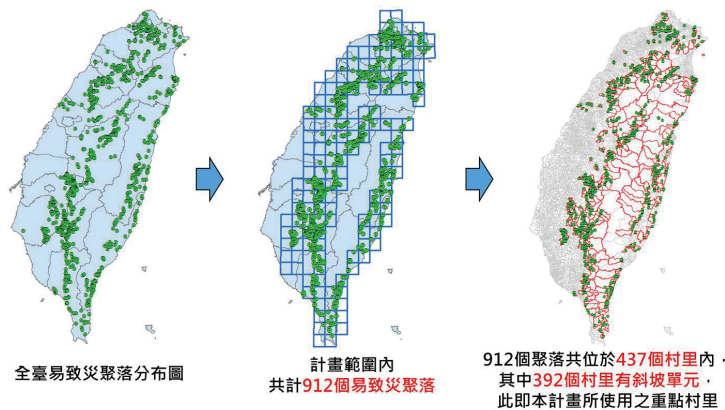 全臺易致災聚落分布圖
計畫範圍內
共計912個易致災聚落
912個聚落共位於437個村里內，
其中392個村里有斜坡單元，
此即本計畫所使用之重點村里